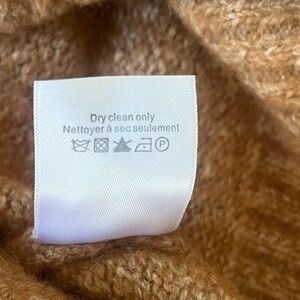 Dry clean only
Nettoyer à sec seulement
P